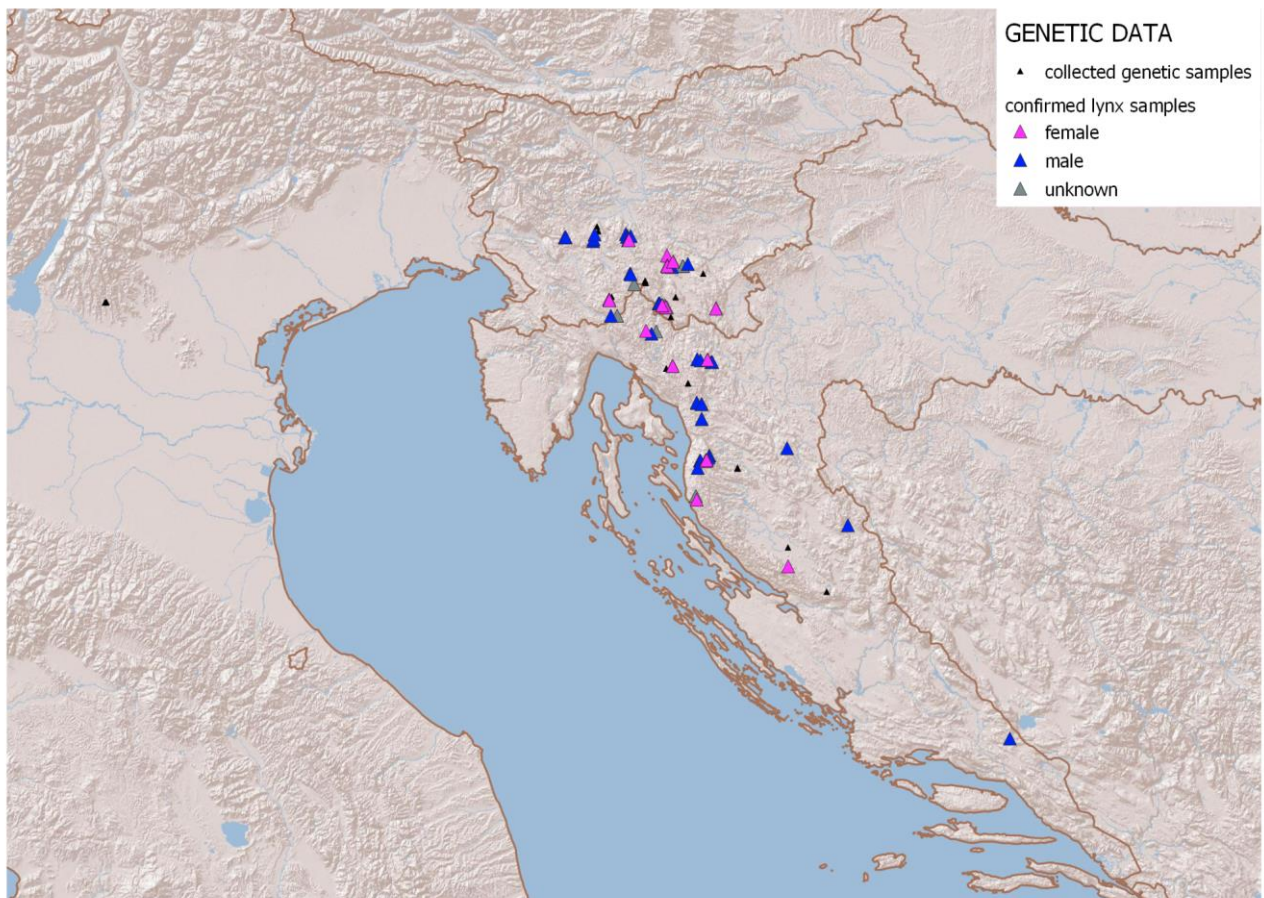 GENETIC DATA
collected genetic samples
confirmed lynx samples
female
male
unknown